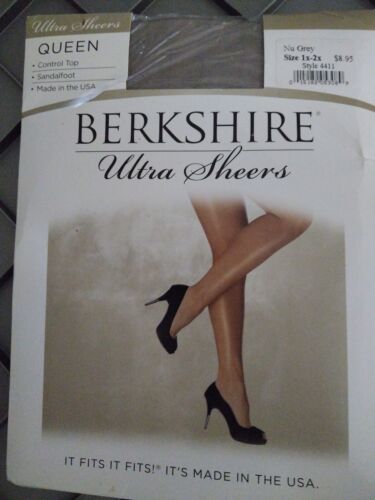 Ultra Sheers
QUEEN
• Control Top
• Sandalfoot
• Made in the USA
Nu Grey
Size 1x-2x $8.95
Style 4411
BERKSHIRE®
Ultra Sheers
IT FITS IT FITS!® IT'S MADE IN THE USA.